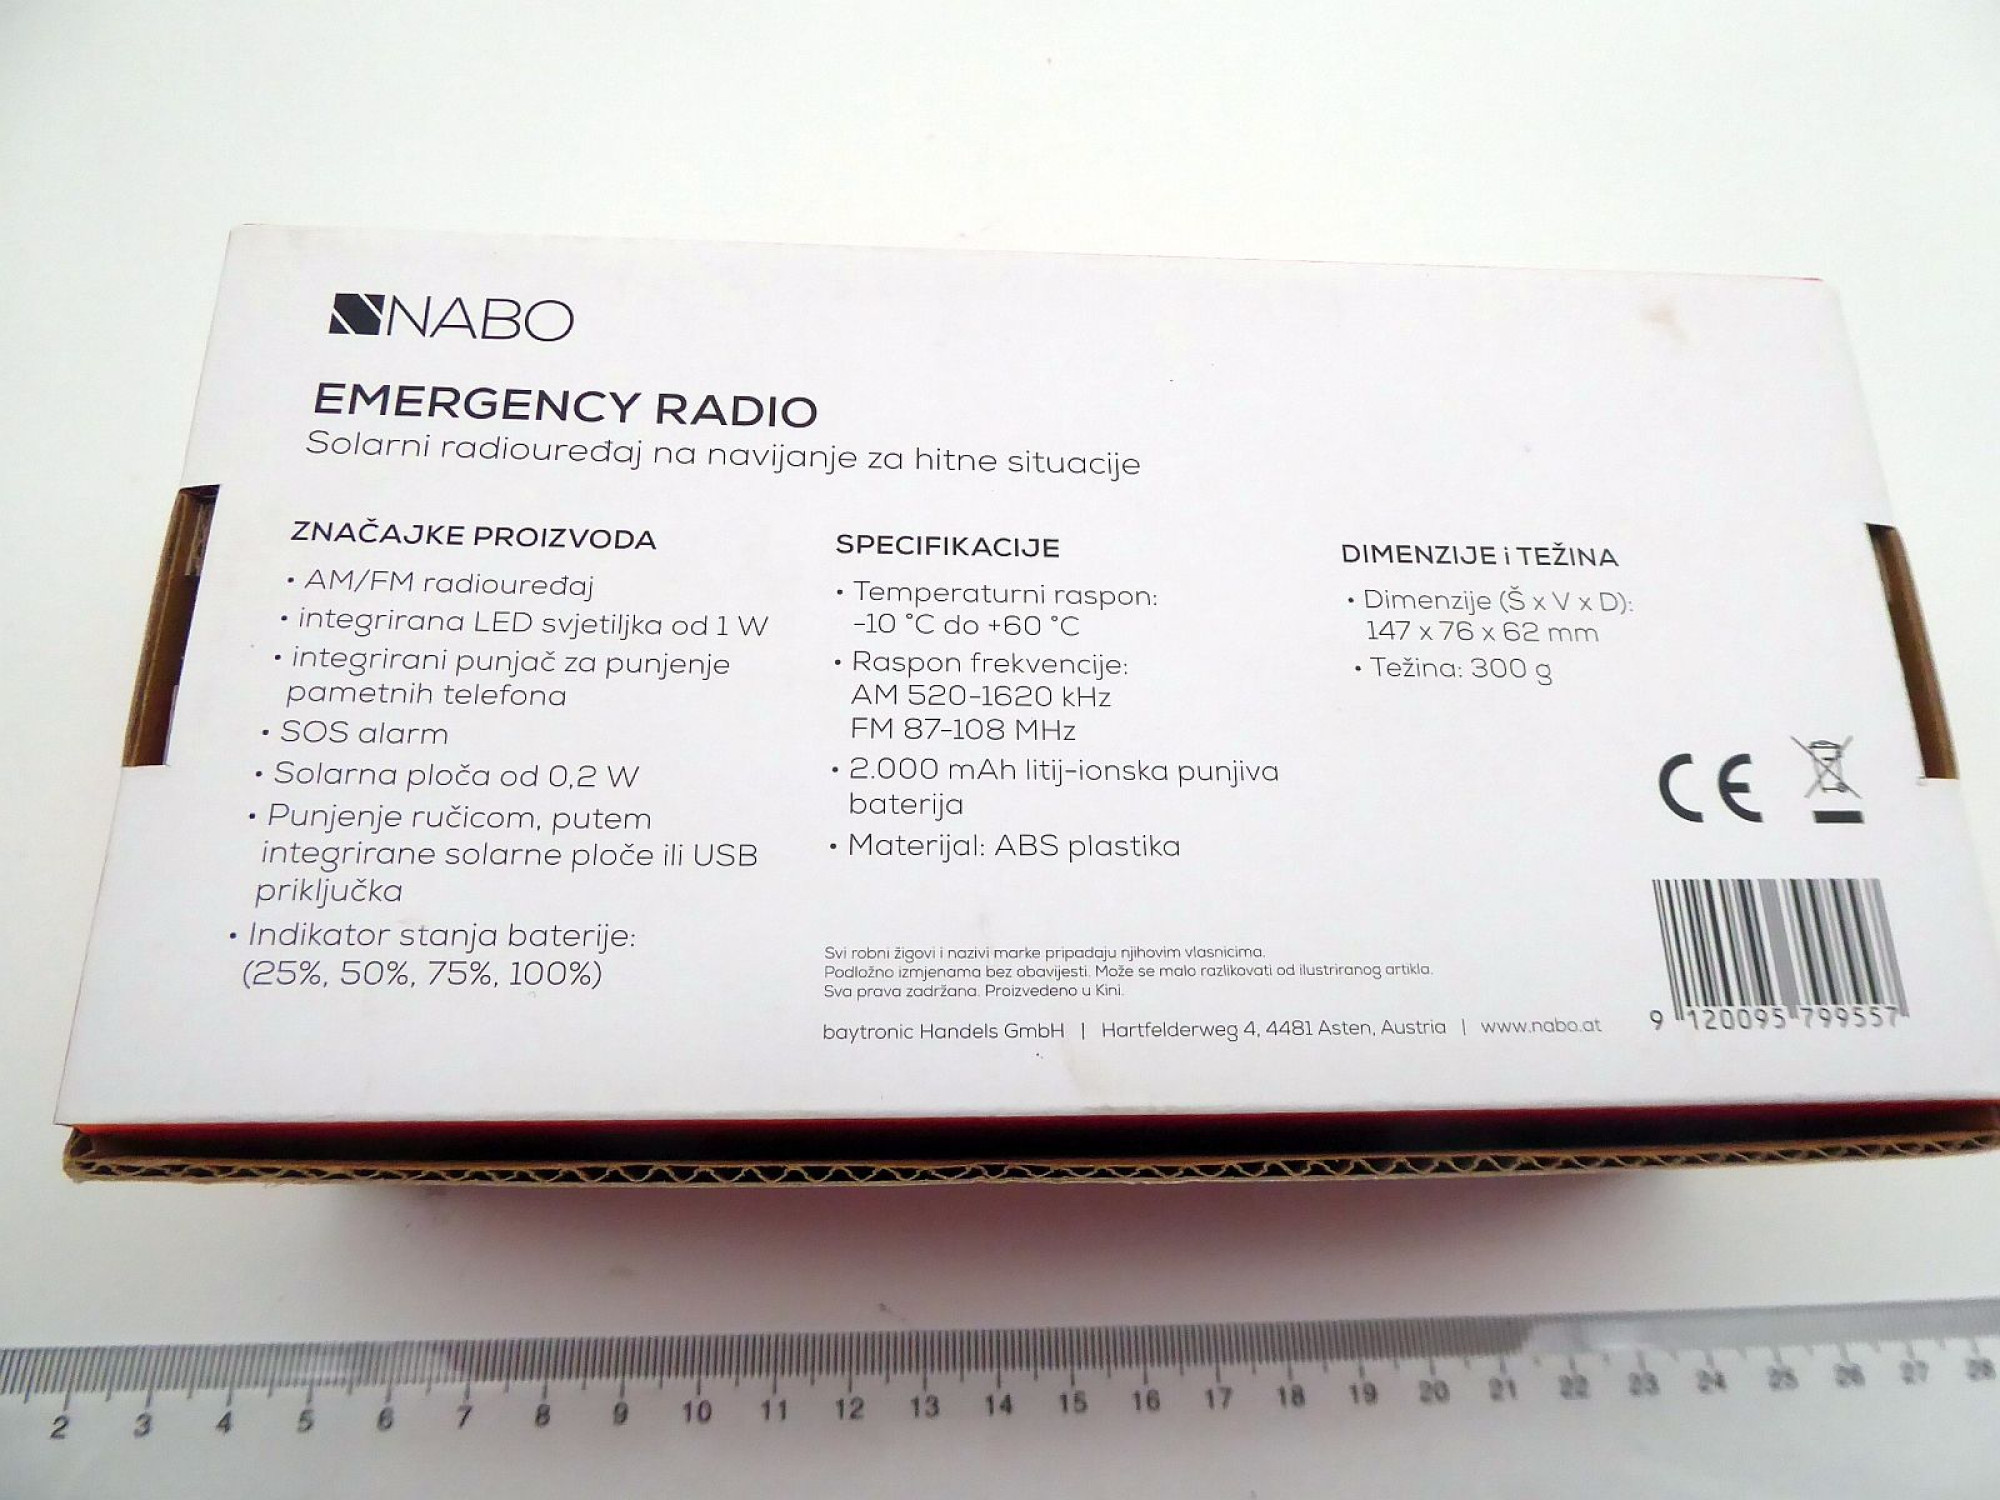 NABO
EMERGENCY RADIO
Solarni radiouređaj na navijanje za hitne situacije
ZNAČAJKE PROIZVODA
• AM/FM radiouređaj
• integrirana LED svjetiljka od 1 W
• integrirani punjač za punjenje
pametnih telefona
• SOS alarm
• Solarna ploča od 0,2 W
• Punjenje ručicom, putem
integrirane solarne ploče ili USB
priključka
• Indikator stanja baterije:
(25%, 50%, 75%, 100%)
SPECIFIKACIJE
• Temperaturni raspon:
-10 °C do +60 °C
• Raspon frekvencije:
AM 520-1620 kHz
FM 87-108 MHz
• 2.000 mAh litij-ionska punjiva
baterija
• Materijal: ABS plastika
DIMENZIJE i TEŽINA
• Dimenzije (Š x V x D):
147 x 76 x 62 mm
• Težina: 300 g
CE
Svi robni žigovi i nazivi marke pripadaju njihovim vlasnicima.
Podložno izmjenama bez obavijesti. Može se malo razlikovati od ilustriranog artikla.
Sva prava zadržana. Proizvedeno u Kini.
baytronic Handels GmbH | Hartfelderweg 4, 4481 Asten, Austria | www.nabo.at
9 120095 799557
2 3 4 5 6 7 8 9 10 11 12 13 14 15 16 17 18 19 20 21 22 23 24 25 26 27 28